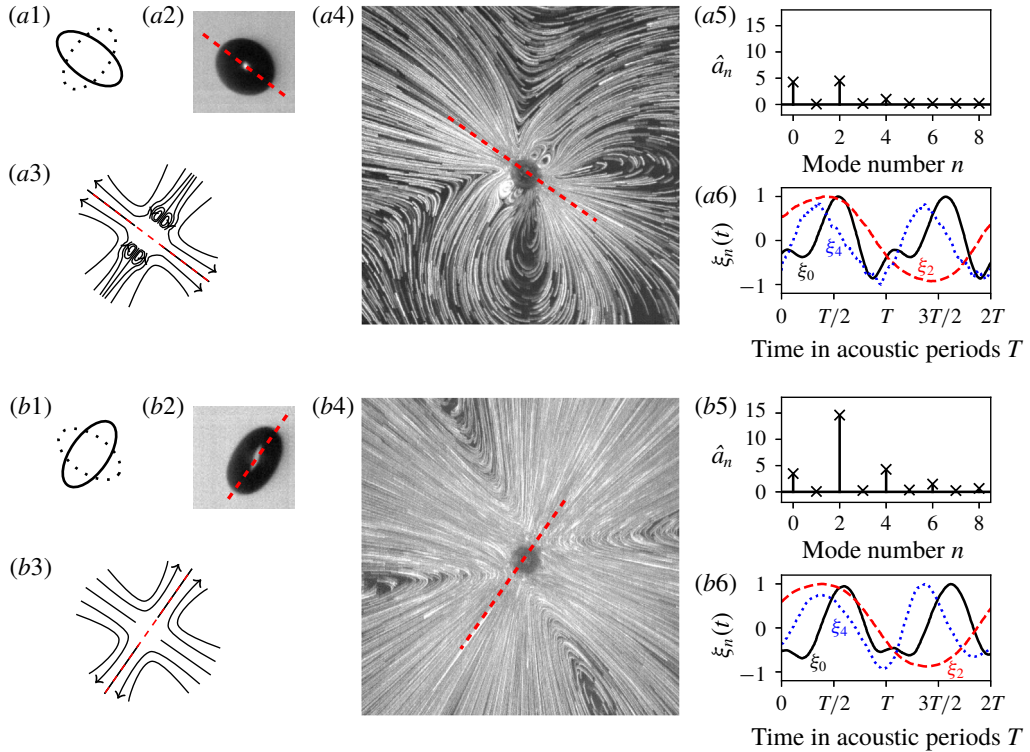 (a1)
(a2)
(a4)
(a5)
15
10
5
0
â_n
0 2 4 6 8
Mode number n
(a3)
(a6)
1
0
−1
ξ_n(t)
ξ_0
ξ_4
ξ_2
0 T/2 T 3T/2 2T
Time in acoustic periods T
(b1)
(b2)
(b4)
(b5)
15
10
5
0
â_n
0 2 4 6 8
Mode number n
(b3)
(b6)
1
0
−1
ξ_n(t)
ξ_0
ξ_4
ξ_2
0 T/2 T 3T/2 2T
Time in acoustic periods T